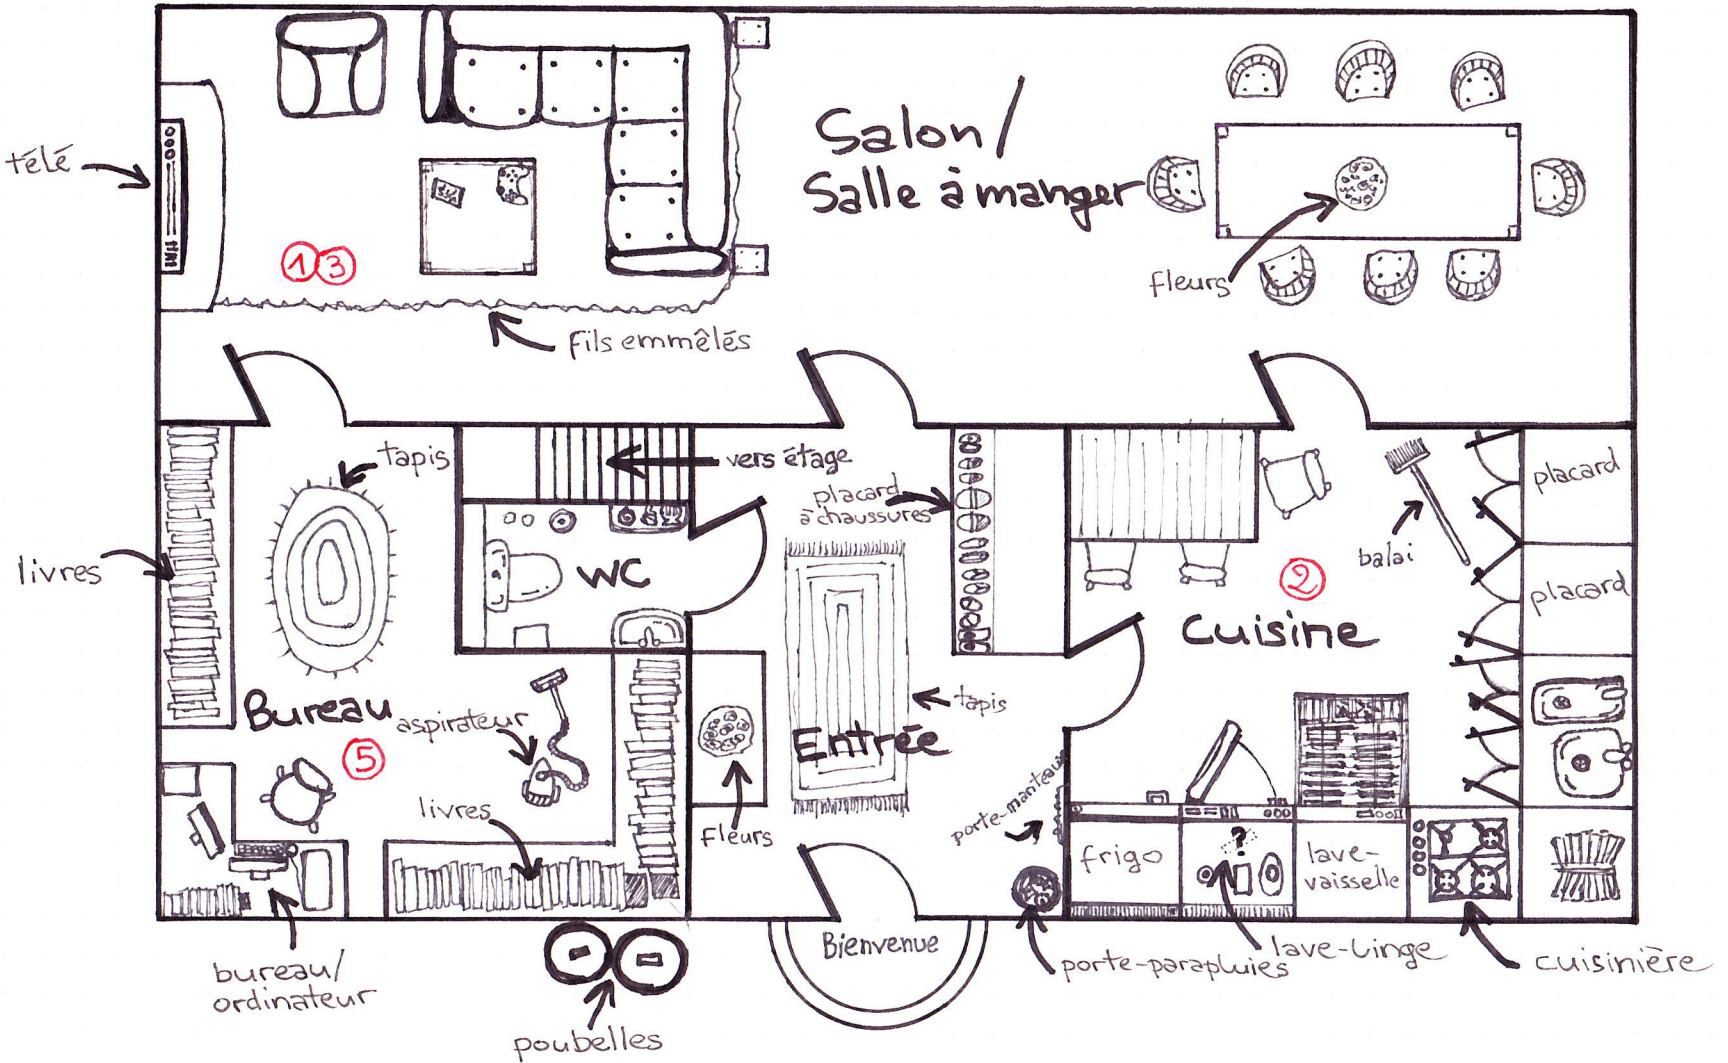 Salon/
Salle à manger
télé
1 3
fils emmêlés
fleurs
tapis
vers étage
placard
à chaussures
livres
WC
balai
placard
placard
2
Cuisine
Bureau
aspirateur
5
livres
tapis
Entrée
fleurs
porte-manteau
frigo
?
lave-
vaisselle
Bienvenue
bureau/
ordinateur
poubelles
porte-parapluies
lave-linge
cuisinière